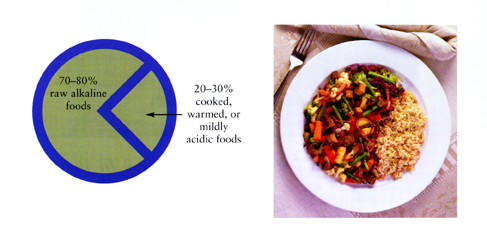 70–80%
raw alkaline
foods
20–30%
cooked,
warmed, or
mildly
acidic foods